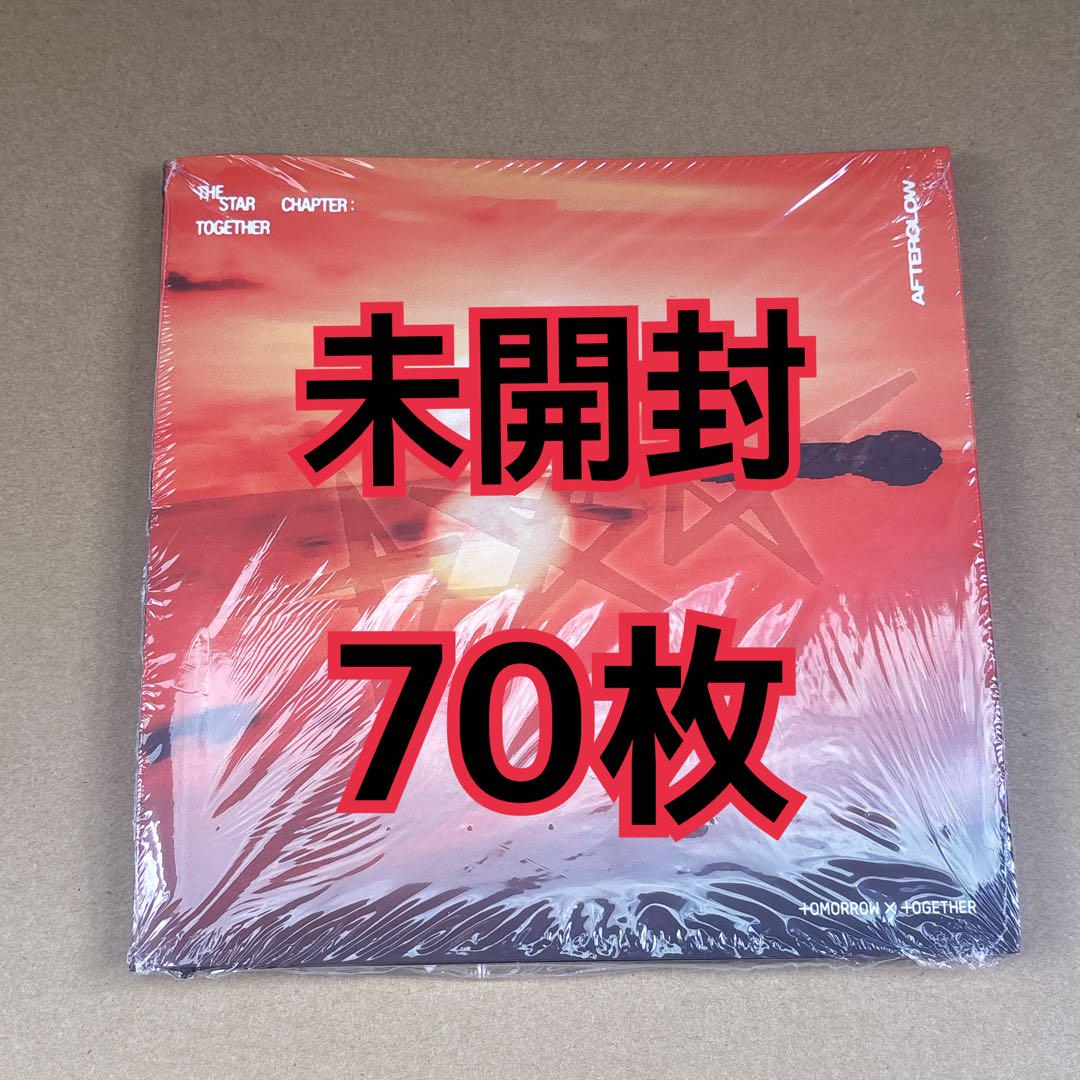 THE
STAR CHAPTER:
TOGETHER
AFTERGLOW
未開封
70枚
TOMORROW X TOGETHER